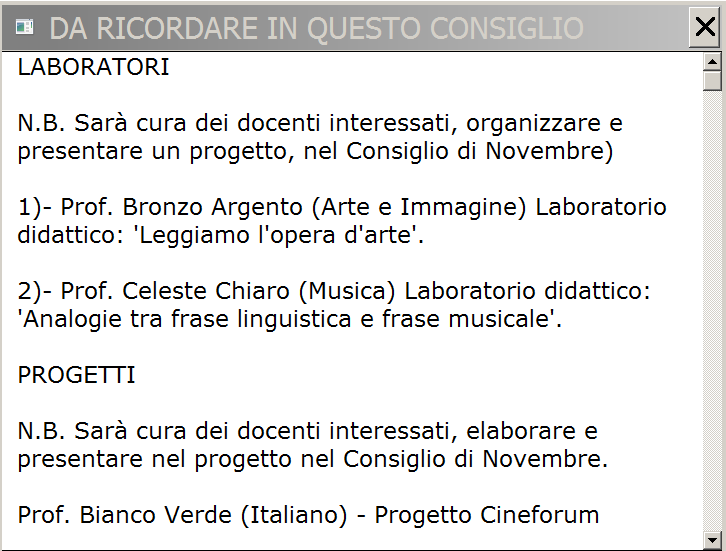 DA RICORDARE IN QUESTO CONSIGLIO
LABORATORI
N.B. Sarà cura dei docenti interessati, organizzare e
presentare un progetto, nel Consiglio di Novembre)
1)- Prof. Bronzo Argento (Arte e Immagine) Laboratorio
didattico: 'Leggiamo l'opera d'arte'.
2)- Prof. Celeste Chiaro (Musica) Laboratorio didattico:
'Analogie tra frase linguistica e frase musicale'.
PROGETTI
N.B. Sarà cura dei docenti interessati, elaborare e
presentare nel progetto nel Consiglio di Novembre.
Prof. Bianco Verde (Italiano) - Progetto Cineforum